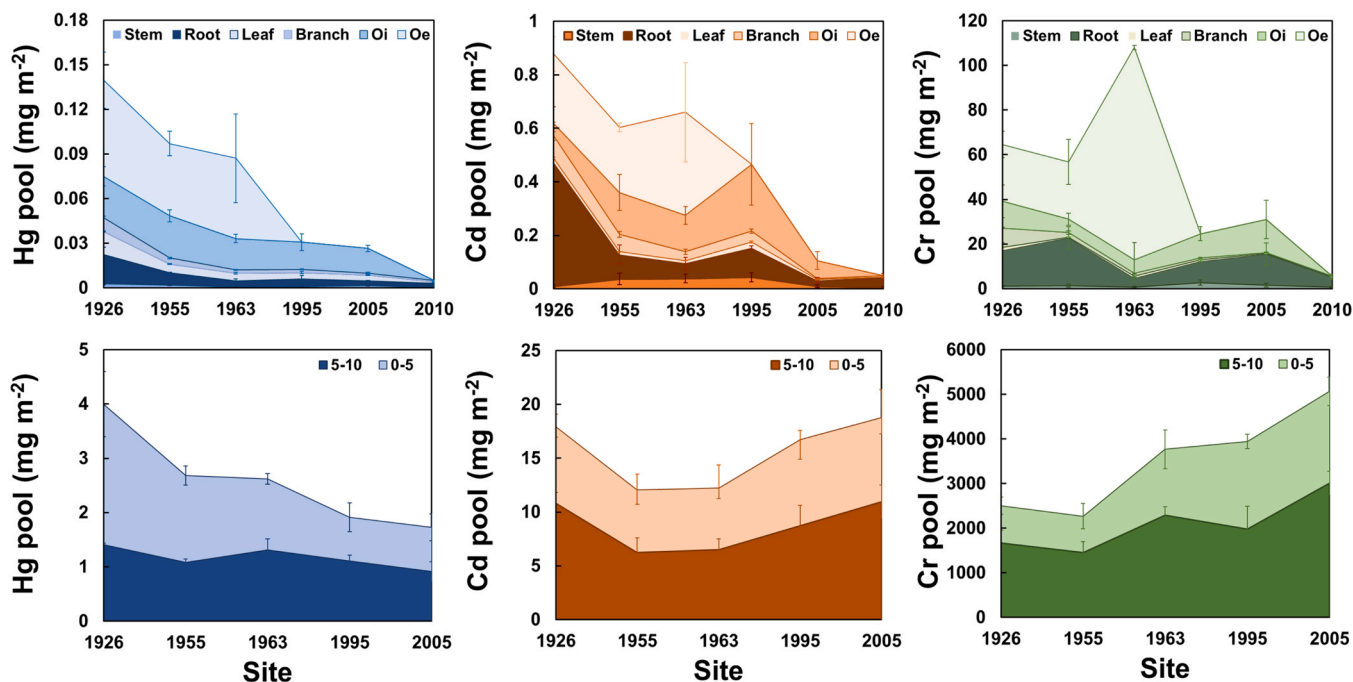 Hg pool (mg m-2)
0.18
0.15
0.12
0.09
0.06
0.03
0
Stem Root Leaf Branch Oi Oe
1926 1955 1963 1995 2005 2010
Cd pool (mg m-2)
1
0.8
0.6
0.4
0.2
0
Stem Root Leaf Branch Oi Oe
1926 1955 1963 1995 2005 2010
Cr pool (mg m-2)
120
100
80
60
40
20
0
Stem Root Leaf Branch Oi Oe
1926 1955 1963 1995 2005 2010
Hg pool (mg m-2)
5
4
3
2
1
0
5-10 0-5
1926 1955 1963 1995 2005
Site
Cd pool (mg m-2)
25
20
15
10
5
0
5-10 0-5
1926 1955 1963 1995 2005
Site
Cr pool (mg m-2)
6000
5000
4000
3000
2000
1000
0
5-10 0-5
1926 1955 1963 1995 2005
Site